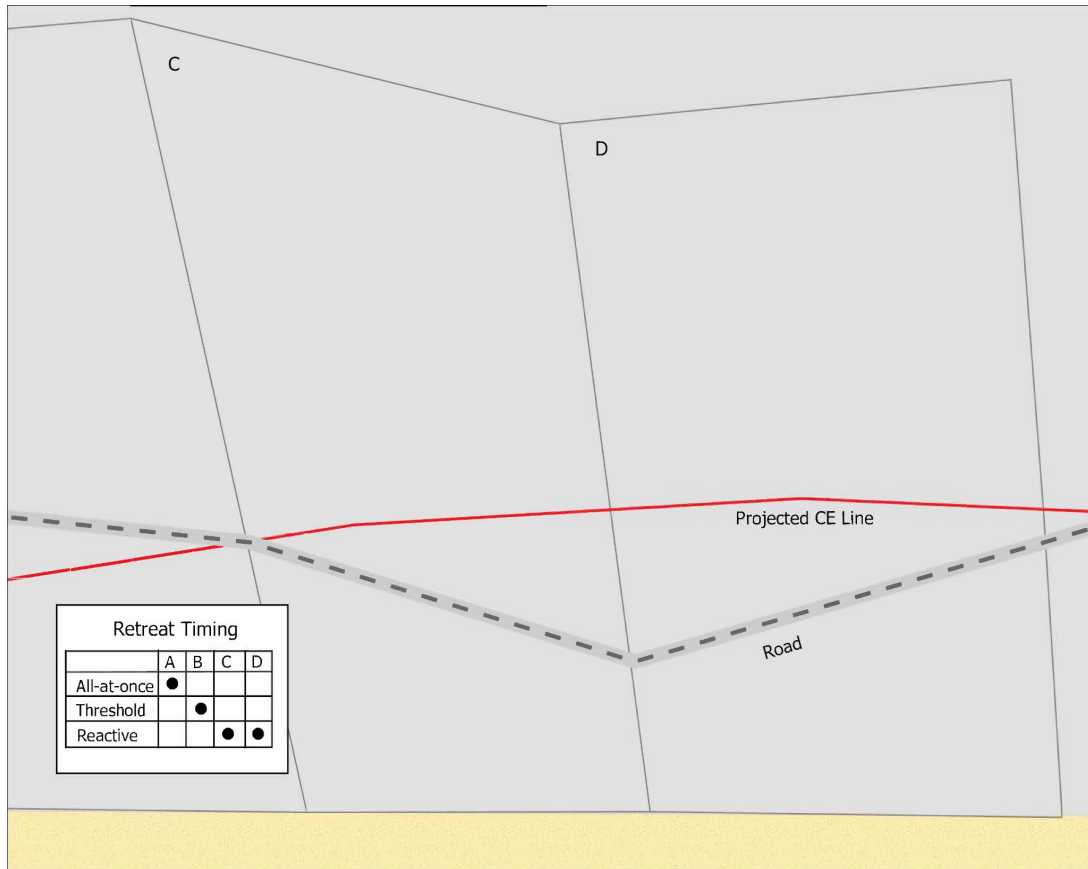 C
D
Projected CE Line
Road
Retreat Timing
A B C D
All-at-once
Threshold
Reactive